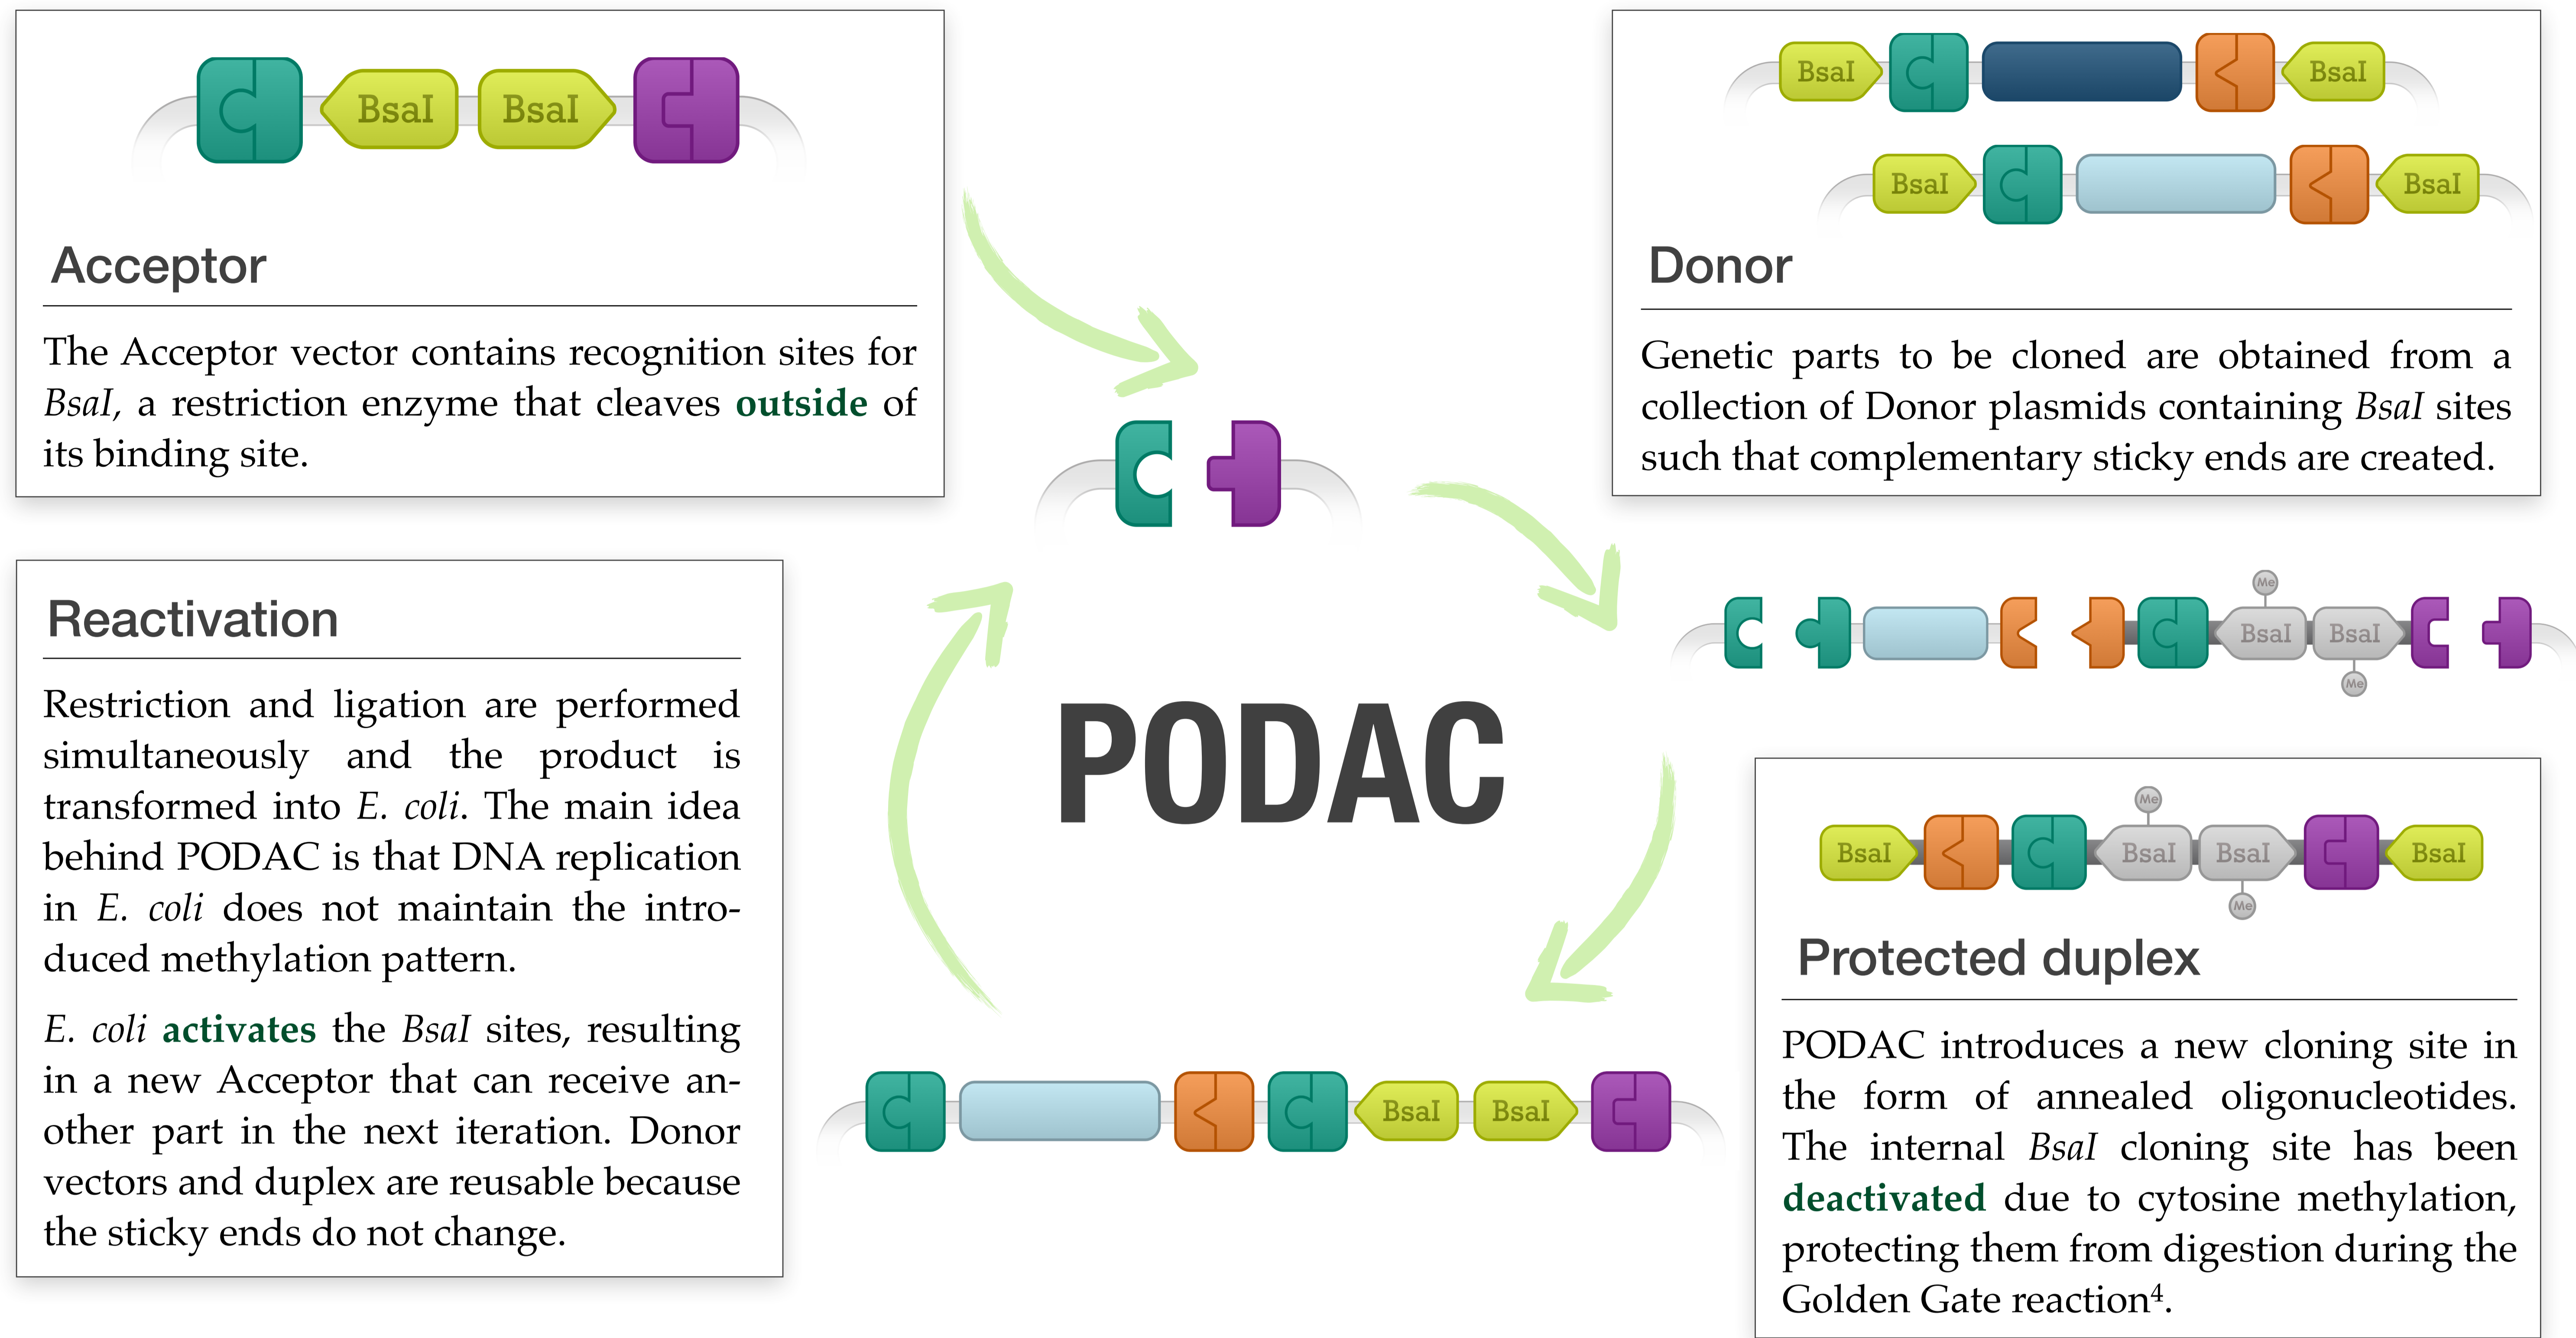 BsaI BsaI
Acceptor
The Acceptor vector contains recognition sites for
BsaI, a restriction enzyme that cleaves outside of
its binding site.
BsaI BsaI
BsaI BsaI
Donor
Genetic parts to be cloned are obtained from a
collection of Donor plasmids containing BsaI sites
such that complementary sticky ends are created.
Me
BsaI BsaI
Me
PODAC
Reactivation
Restriction and ligation are performed
simultaneously and the product is
transformed into E. coli. The main idea
behind PODAC is that DNA replication
in E. coli does not maintain the intro-
duced methylation pattern.
E. coli activates the BsaI sites, resulting
in a new Acceptor that can receive an-
other part in the next iteration. Donor
vectors and duplex are reusable because
the sticky ends do not change.
BsaI BsaI
Me
BsaI BsaI BsaI BsaI
Me
Protected duplex
PODAC introduces a new cloning site in
the form of annealed oligonucleotides.
The internal BsaI cloning site has been
deactivated due to cytosine methylation,
protecting them from digestion during the
Golden Gate reaction⁴.